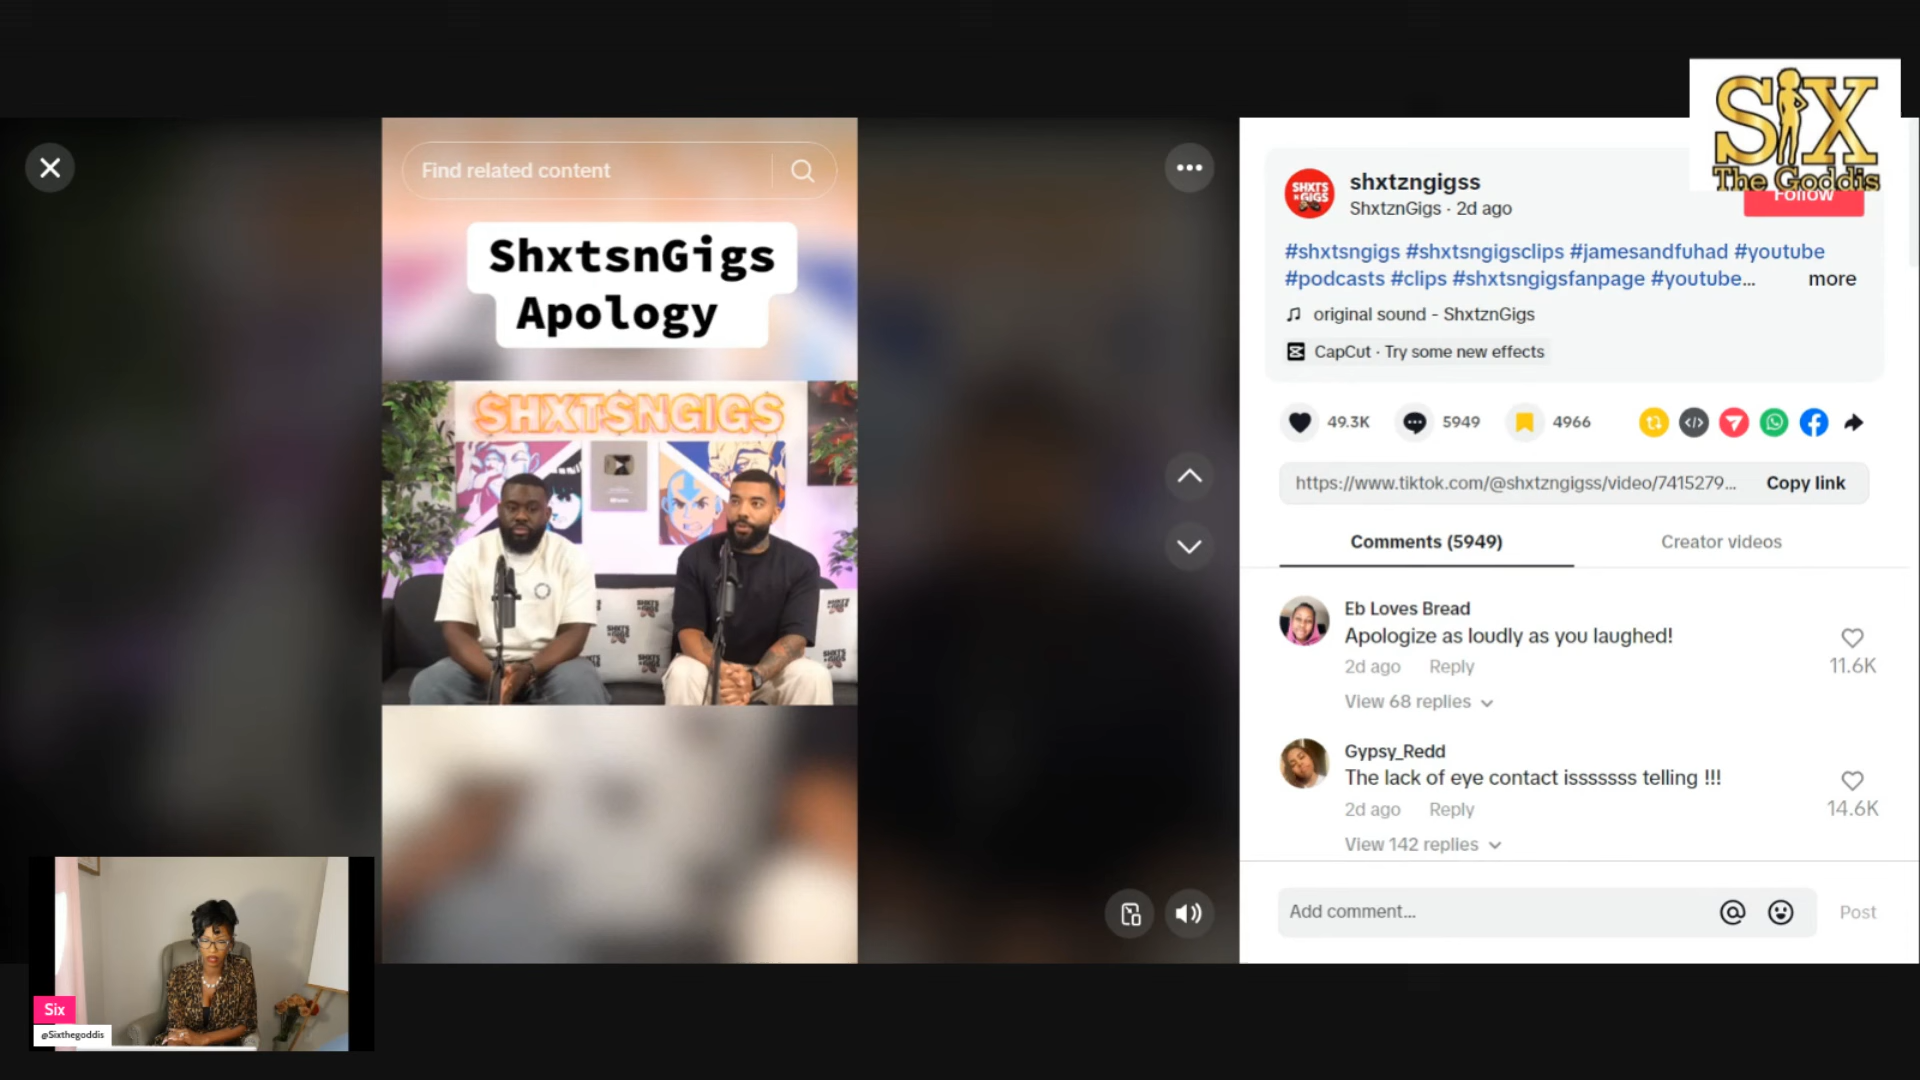 Find related content
ShxtsnGigs
Apology
SHXTSNGIGS
SHXTS
N GIGS
Six
@Sixthegoddis
SiX
The Goddis
SHXTS
N GIGS
shxtzngigss
ShxtznGigs · 2d ago
Follow
#shxtsngigs #shxtsngigsclips #jamesandfuhad #youtube
#podcasts #clips #shxtsngigsfanpage #youtube... more
original sound - ShxtznGigs
CapCut · Try some new effects
49.3K 5949 4966
https://www.tiktok.com/@shxtzngigss/video/7415279... Copy link
Comments (5949) Creator videos
Eb Loves Bread
Apologize as loudly as you laughed!
2d ago Reply
11.6K
View 68 replies
Gypsy_Redd
The lack of eye contact isssssss telling !!!
2d ago Reply
14.6K
View 142 replies
Add comment... Post